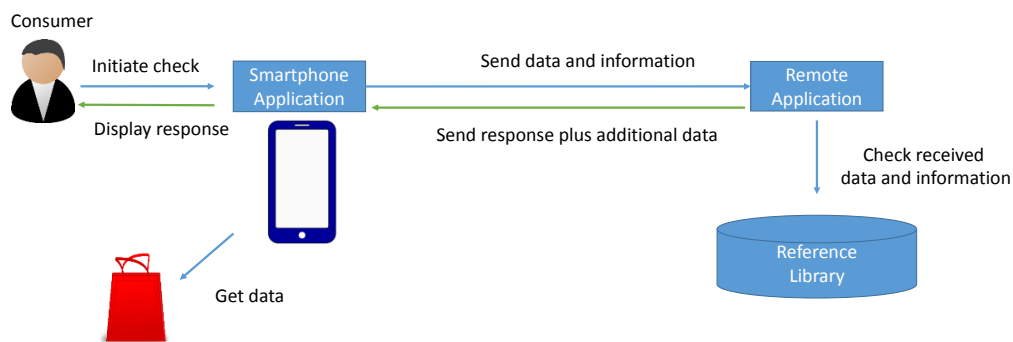 Consumer
Initiate check
Display response
Smartphone
Application
Send data and information
Send response plus additional data
Remote
Application
Check received
data and information
Reference
Library
Get data